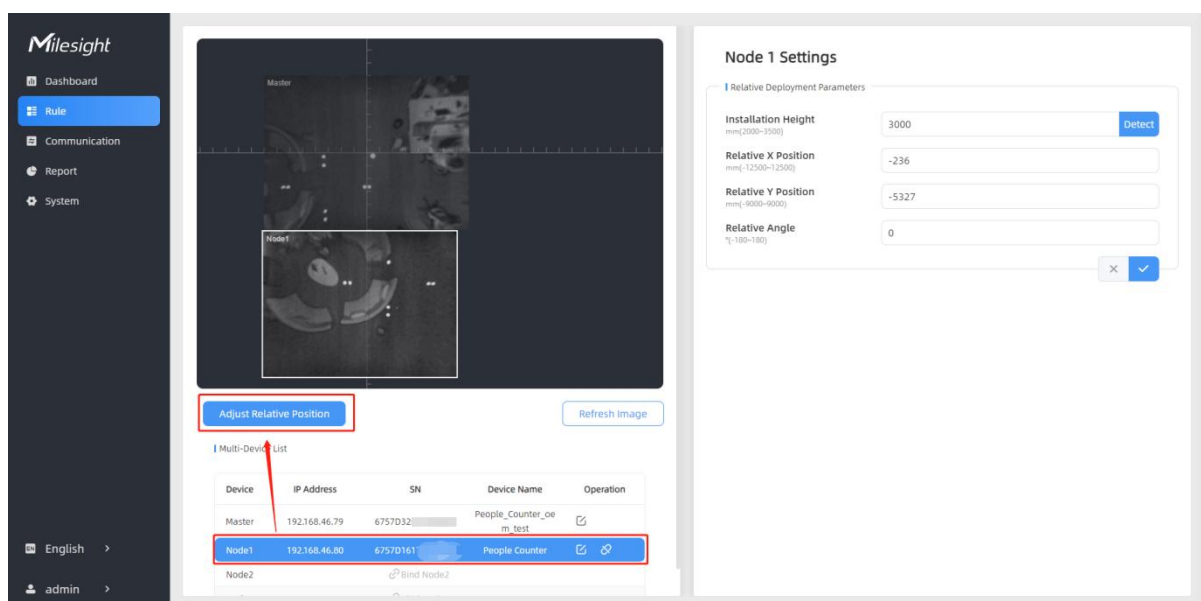 Milesight
Dashboard
Rule
Communication
Report
System
English
admin
Master
Node1
Adjust Relative Position
Refresh Image
Multi-Device List
Device IP Address SN Device Name Operation
Master 192.168.46.79 6757D32 People_Counter_oe
m_test
Node1 192.168.46.80 6757D161 People Counter
Node2 Bind Node2
Node 1 Settings
Relative Deployment Parameters
Installation Height 3000 Detect
mm(2000~3500)
Relative X Position -236
mm(-12500~12500)
Relative Y Position -5327
mm(-9000~9000)
Relative Angle 0
°(-180~180)